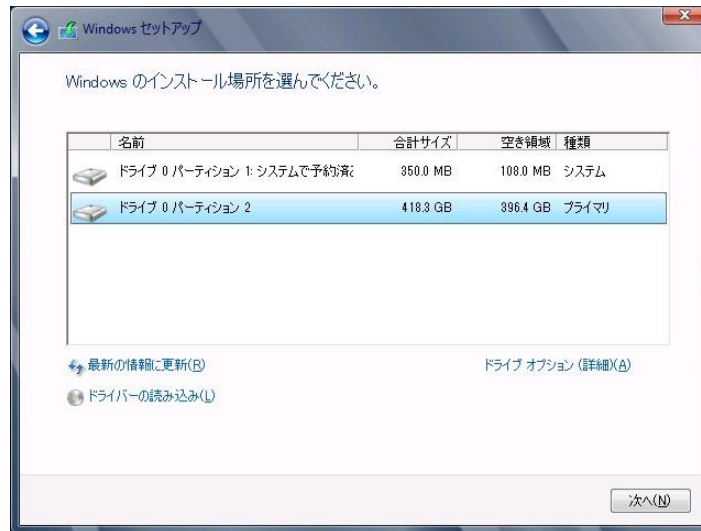 Windows セットアップ
Windows のインストール場所を選んでください。
名前 合計サイズ 空き領域 種類
ドライブ 0 パーティション 1: システムで予約済み 350.0 MB 108.0 MB システム
ドライブ 0 パーティション 2 418.3 GB 396.4 GB プライマリ
最新の情報に更新(R) ドライブ オプション (詳細)(A)
ドライバーの読み込み(L)
次へ(N)